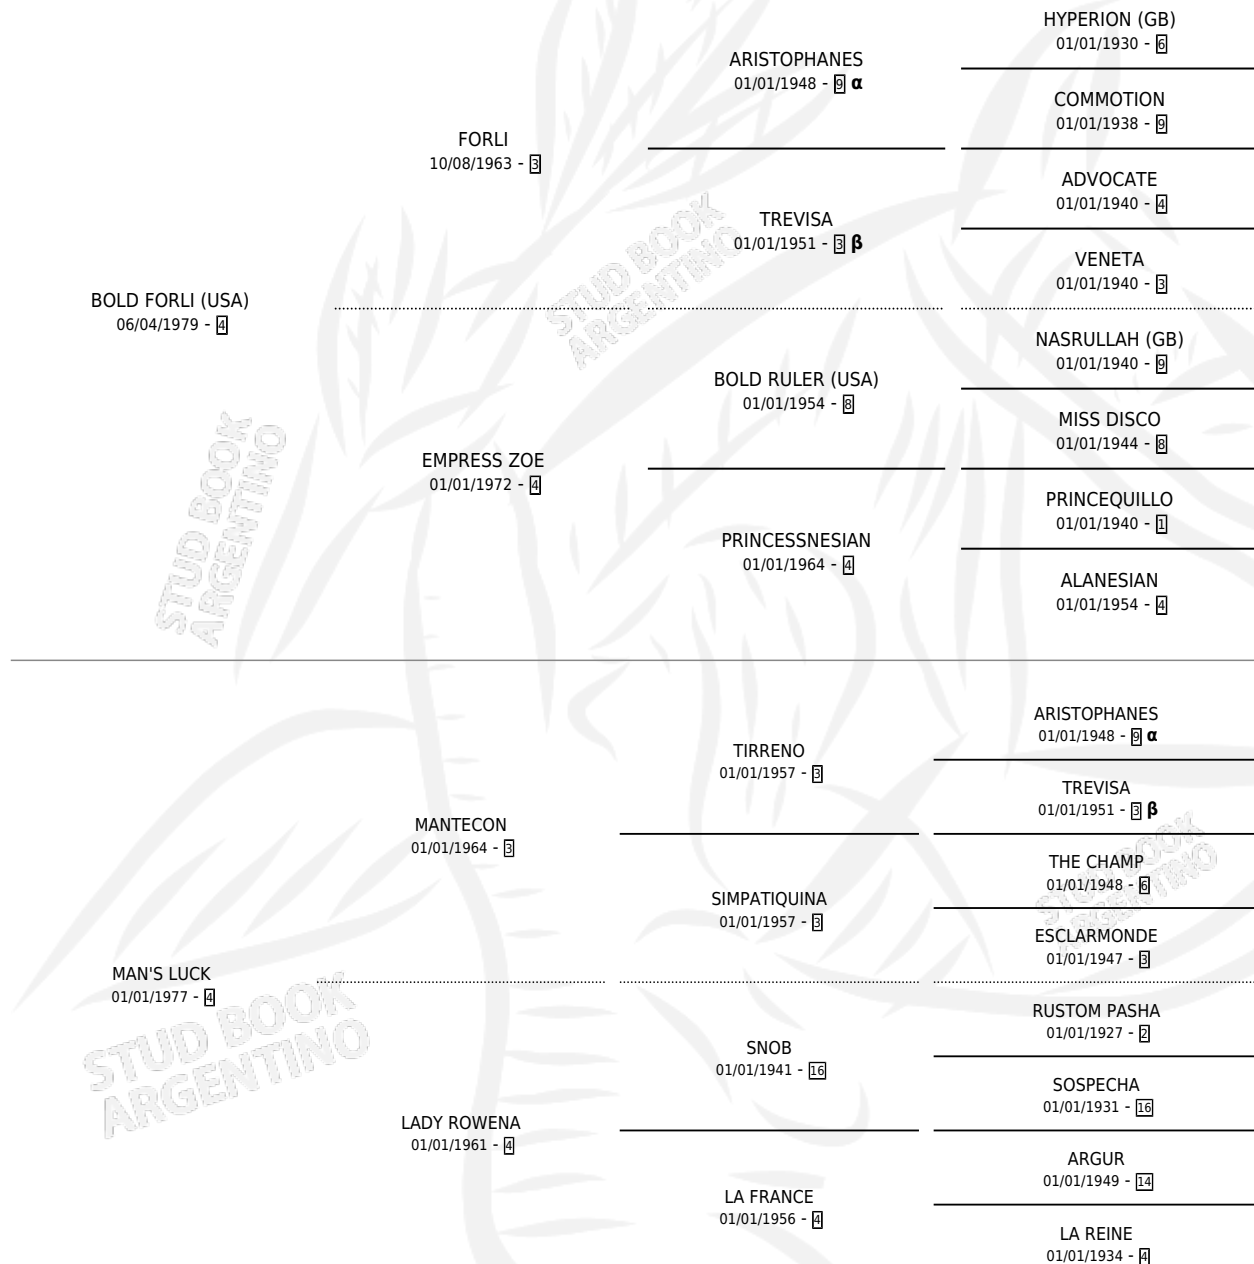 HYPERION (GB)
01/01/1930 - 6
ARISTOPHANES
01/01/1948 - 9 α
COMMOTION
01/01/1938 - 9
FORLI
10/08/1963 - 3
ADVOCATE
01/01/1940 - 4
TREVISA
01/01/1951 - 3 β
VENETA
01/01/1940 - 3
BOLD FORLI (USA)
06/04/1979 - 4
NASRULLAH (GB)
01/01/1940 - 9
BOLD RULER (USA)
01/01/1954 - 8
MISS DISCO
01/01/1944 - 8
EMPRESS ZOE
01/01/1972 - 4
PRINCEQUILLO
01/01/1940 - 1
PRINCESSNESIAN
01/01/1964 - 4
ALANESIAN
01/01/1954 - 4
ARISTOPHANES
01/01/1948 - 9 α
TIRRENO
01/01/1957 - 3
TREVISA
01/01/1951 - 3 β
MANTECON
01/01/1964 - 3
THE CHAMP
01/01/1948 - 6
SIMPATIQUINA
01/01/1957 - 3
ESCLARMONDE
01/01/1947 - 3
MAN'S LUCK
01/01/1977 - 4
RUSTOM PASHA
01/01/1927 - 2
SNOB
01/01/1941 - 16
SOSPECHA
01/01/1931 - 16
LADY ROWENA
01/01/1961 - 4
ARGUR
01/01/1949 - 14
LA FRANCE
01/01/1956 - 4
LA REINE
01/01/1934 - 4
STUD BOOK
ARGENTINO
STUD BOOK
ARGENTINO
STUD BOOK
ARGENTINO
STUD BOOK
ARGENTINO